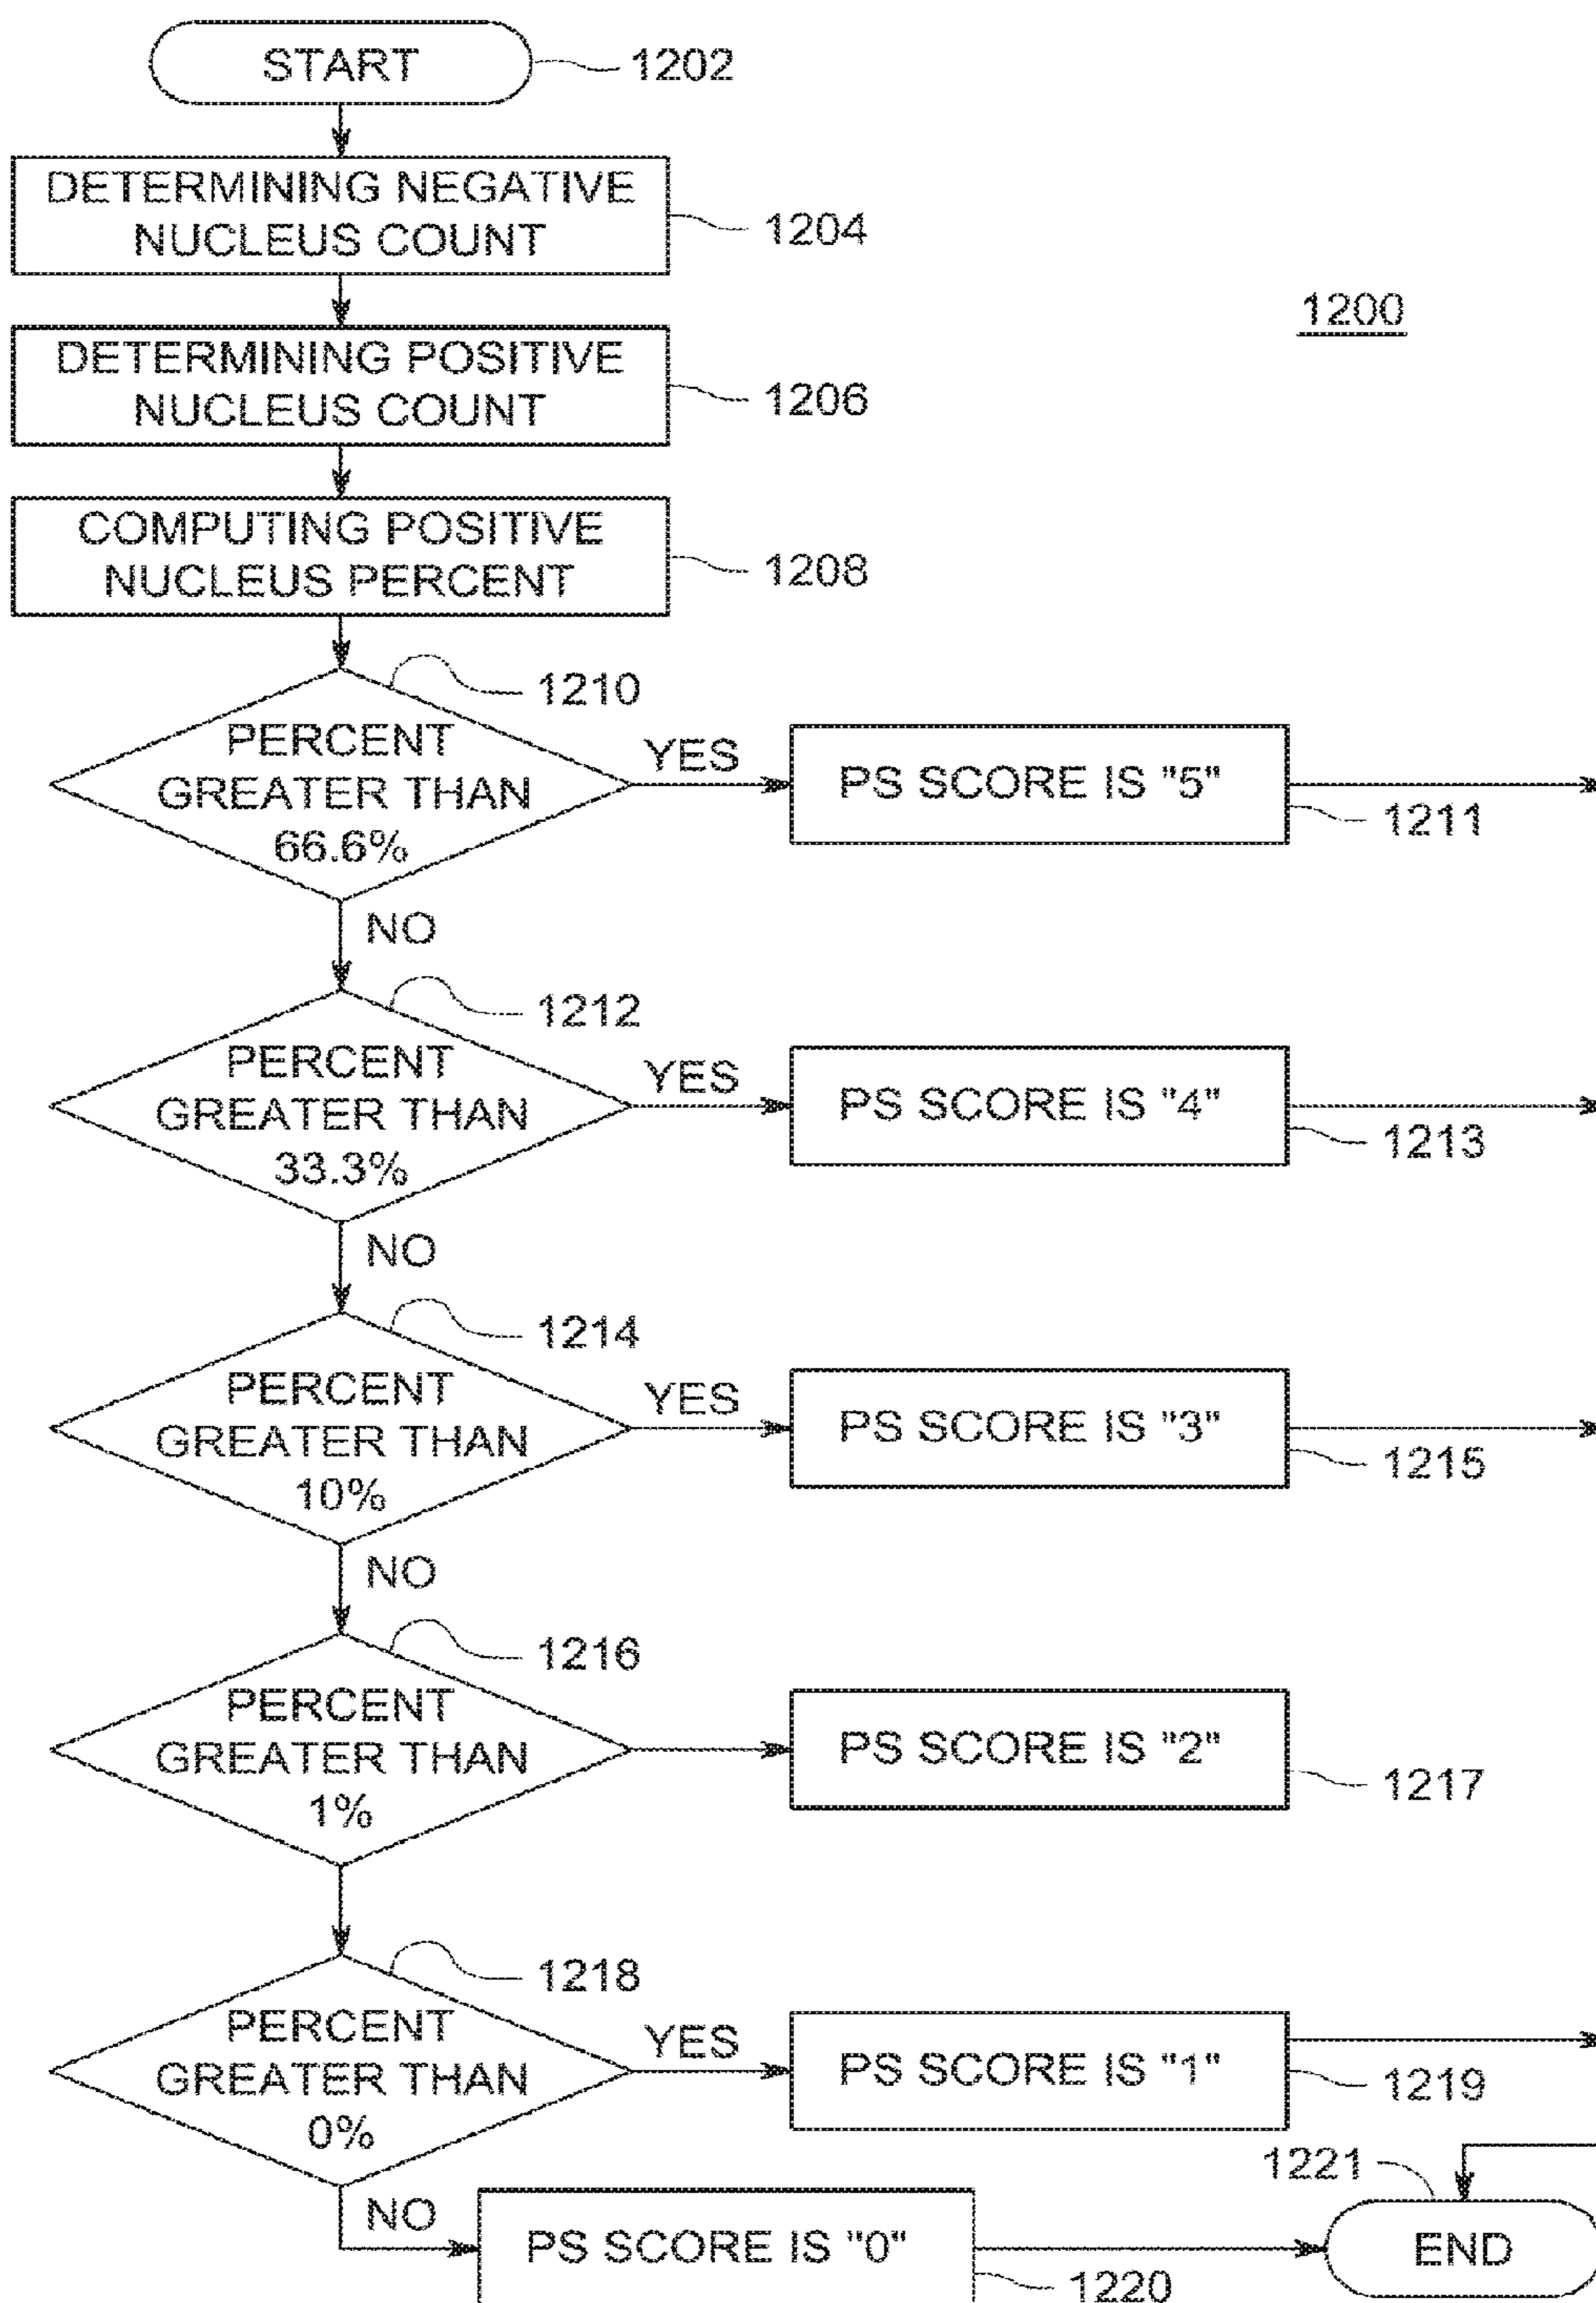 START
1202
DETERMINING NEGATIVE
NUCLEUS COUNT
1204
1200
DETERMINING POSITIVE
NUCLEUS COUNT
1206
COMPUTING POSITIVE
NUCLEUS PERCENT
1208
1210
PERCENT
GREATER THAN
66.6%
YES
PS SCORE IS "5"
1211
NO
1212
PERCENT
GREATER THAN
33.3%
YES
PS SCORE IS "4"
1213
NO
1214
PERCENT
GREATER THAN
10%
YES
PS SCORE IS "3"
1215
NO
1216
PERCENT
GREATER THAN
1%
PS SCORE IS "2"
1217
1218
PERCENT
GREATER THAN
0%
YES
PS SCORE IS "1"
1219
1221
NO
PS SCORE IS "0"
1220
END